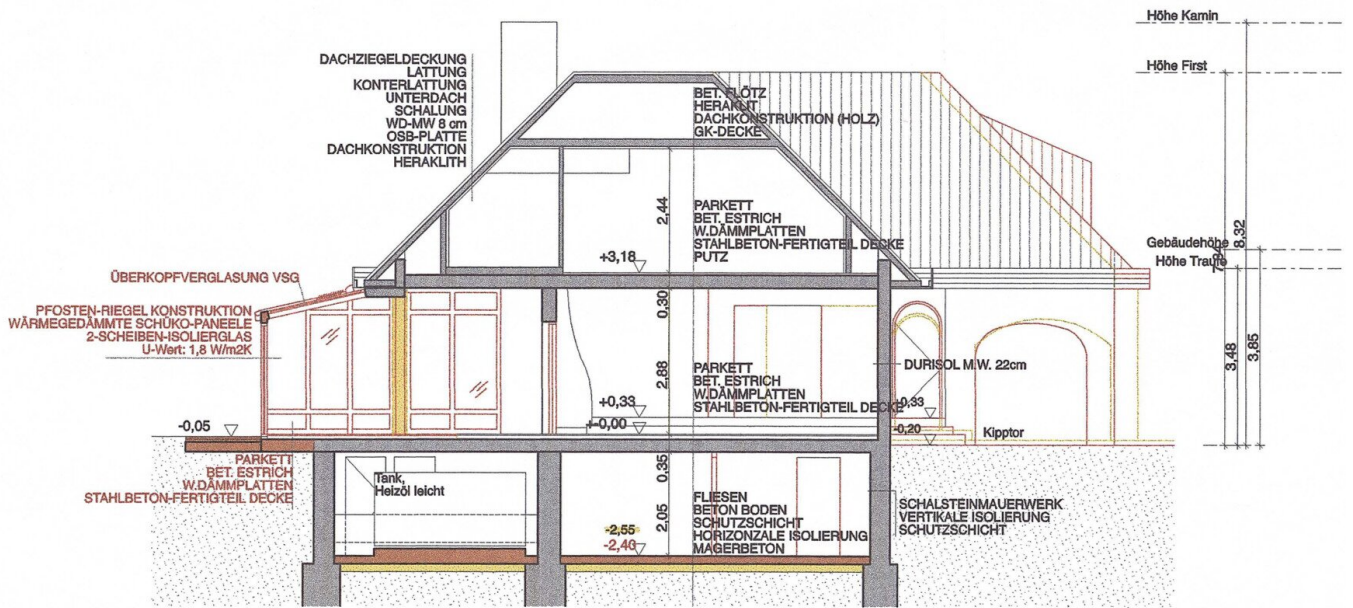 Höhe Kamin
Höhe First
DACHZIEGELDECKUNG
LATTUNG
KONTERLATTUNG
UNTERDACH
SCHALUNG
WD-MW 8 cm
OSB-PLATTE
DACHKONSTRUKTION
HERAKLITH
BET. FLÖTZ
HERAKLIT
DACHKONSTRUKTION (HOLZ)
GK-DECKE
2,44
PARKETT
BET. ESTRICH
W.DÄMMPLATTEN
STAHLBETON-FERTIGTEIL DECKE
PUTZ
+3,18
8,32
Gebäudehöhe
Höhe Traufe
ÜBERKOPFVERGLASUNG VSG
PFOSTEN-RIEGEL KONSTRUKTION
WÄRMEGEDÄMMTE SCHÜKO-PANEELE
2-SCHEIBEN-ISOLIERGLAS
U-Wert: 1,8 W/m2K
0,30
2,88
PARKETT
BET. ESTRICH
W.DÄMMPLATTEN
STAHLBETON-FERTIGTEIL DECKE
DURISOL M.W. 22cm
3,48
3,85
+0,33
+-0,00
+0,33
-0,20
Kipptor
-0,05
PARKETT
BET. ESTRICH
W.DÄMMPLATTEN
STAHLBETON-FERTIGTEIL DECKE
Tank,
Heizöl leicht
0,35
2,05
-2,55
-2,40
FLIESEN
BETON BODEN
SCHUTZSCHICHT
HORIZONZALE ISOLIERUNG
MAGERBETON
SCHALSTEINMAUERWERK
VERTIKALE ISOLIERUNG
SCHUTZSCHICHT